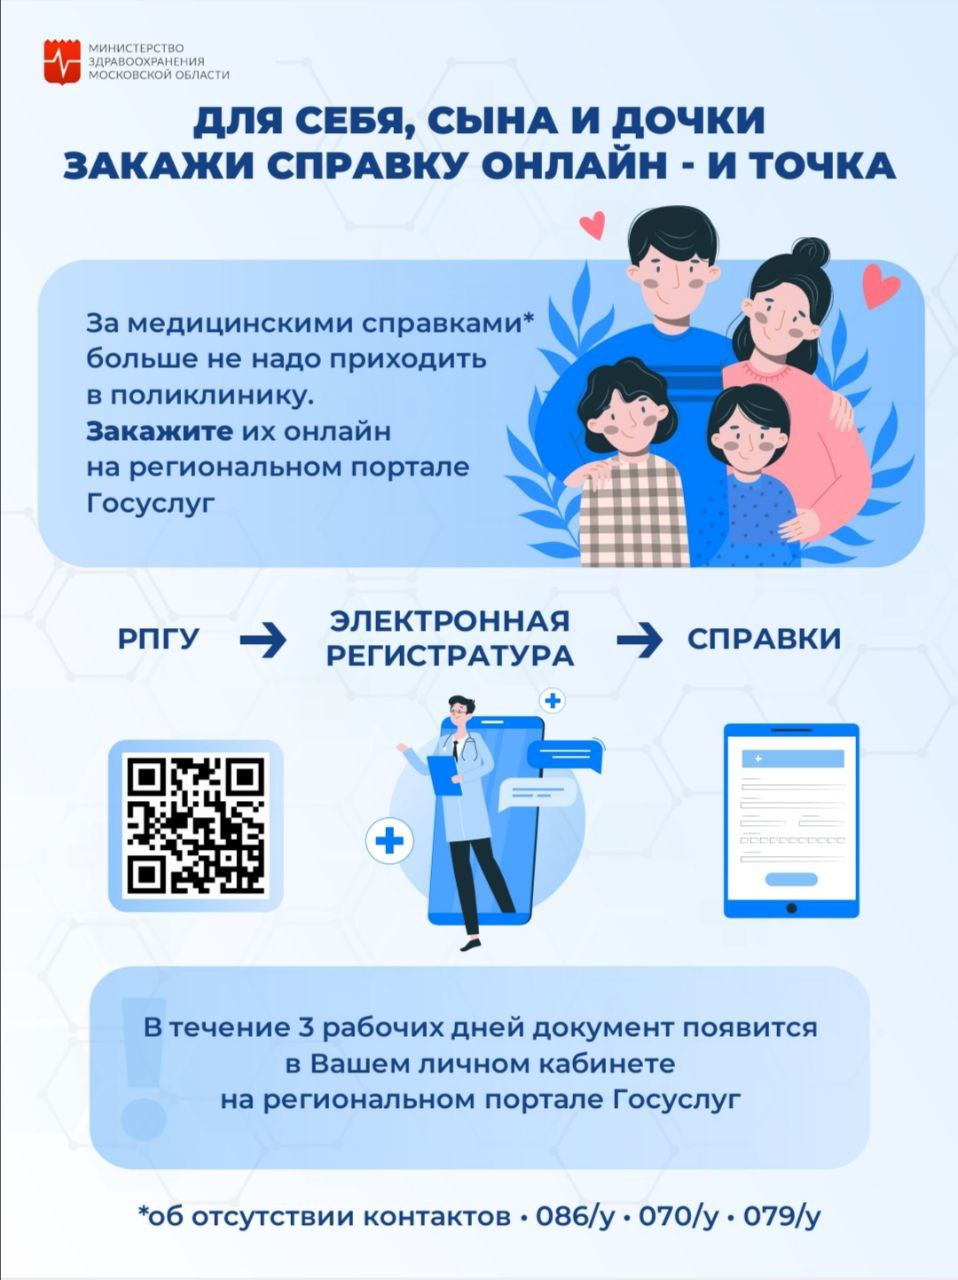 МИНИСТЕРСТВО
ЗДРАВООХРАНЕНИЯ
МОСКОВСКОЙ ОБЛАСТИ
ДЛЯ СЕБЯ, СЫНА И ДОЧКИ
ЗАКАЖИ СПРАВКУ ОНЛАЙН - И ТОЧКА
За медицинскими справками*
больше не надо приходить
в поликлинику.
Закажите их онлайн
на региональном портале
Госуслуг
РПГУ → ЭЛЕКТРОННАЯ
РЕГИСТРАТУРА → СПРАВКИ
В течение 3 рабочих дней документ появится
в Вашем личном кабинете
на региональном портале Госуслуг
*об отсутствии контактов • 086/у • 070/у • 079/у